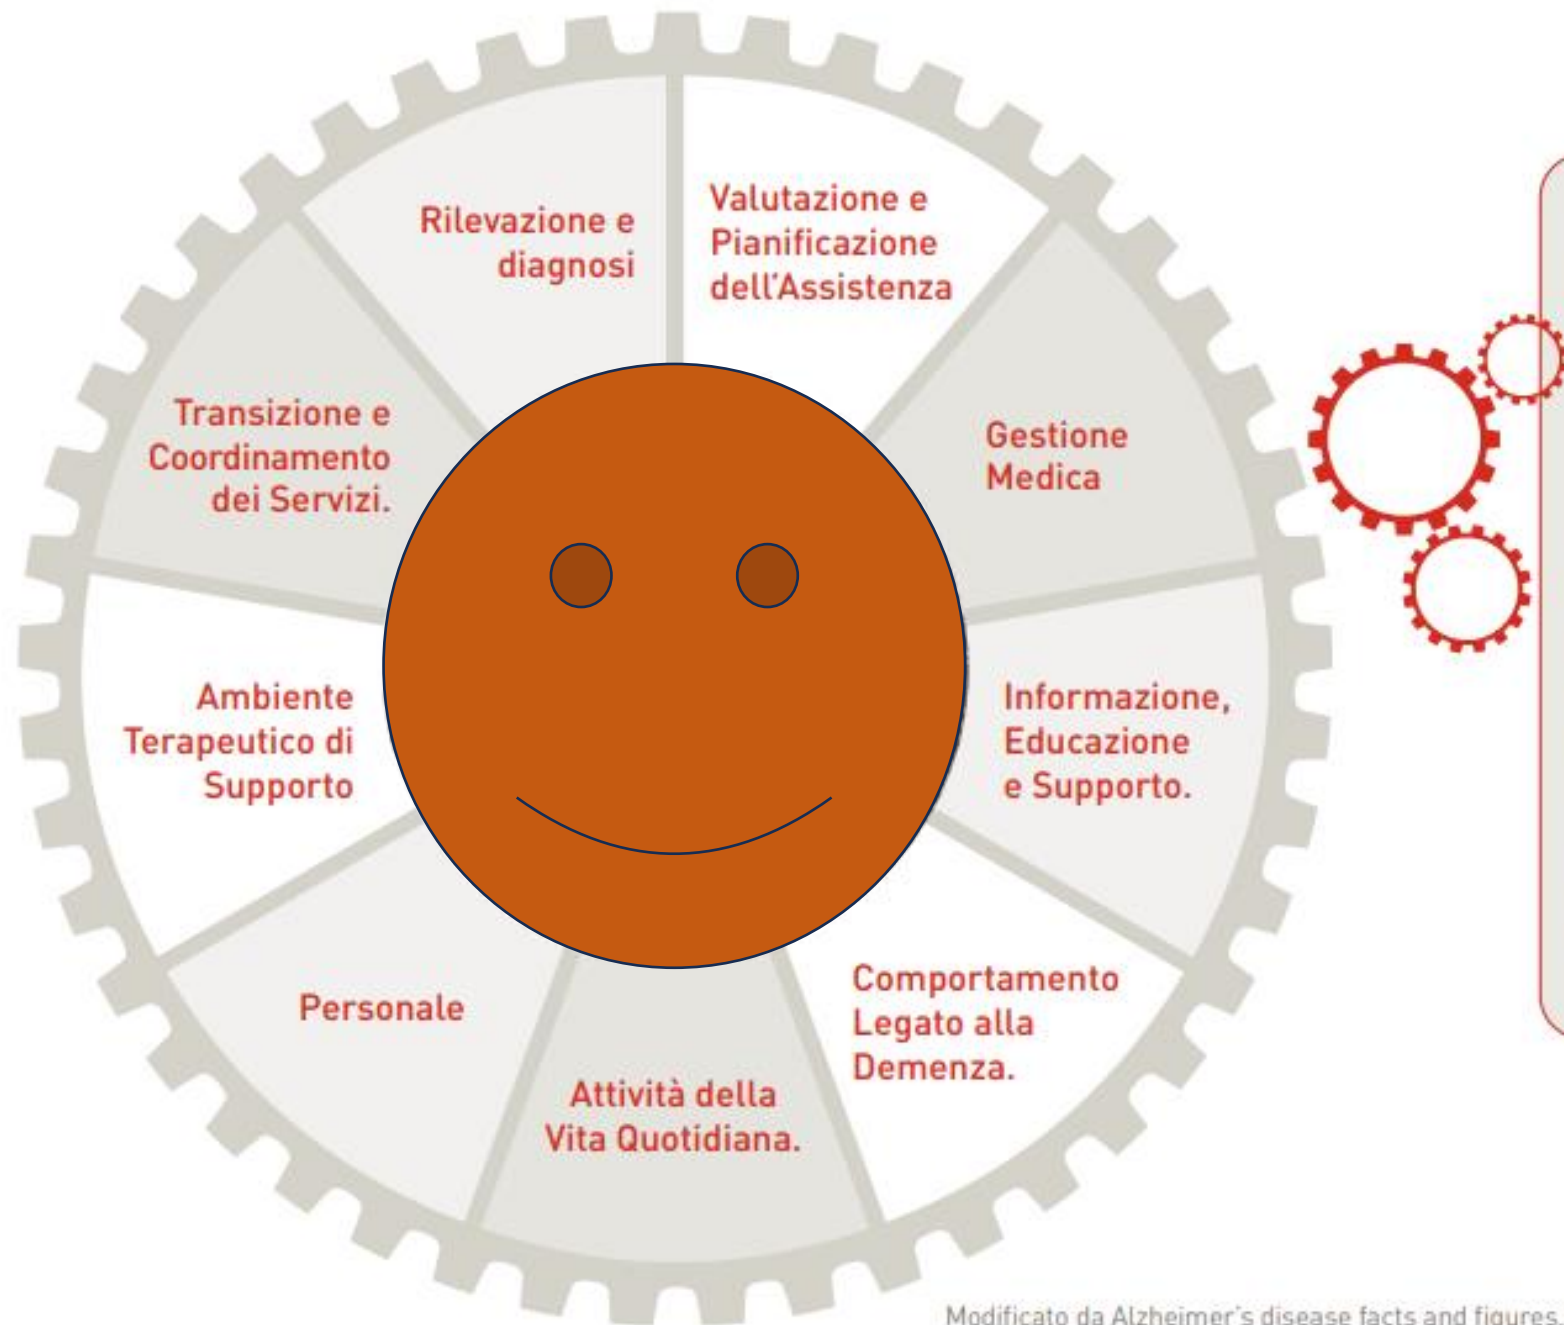 Rilevazione e
diagnosi
Valutazione e
Pianificazione
dell'Assistenza
Gestione
Medica
Informazione,
Educazione
e Supporto.
Comportamento
Legato alla
Demenza.
Attività della
Vita Quotidiana.
Personale
Ambiente
Terapeutico di
Supporto
Transizione e
Coordinamento
dei Servizi.
Modificato da Alzheimer's disease facts and figures.